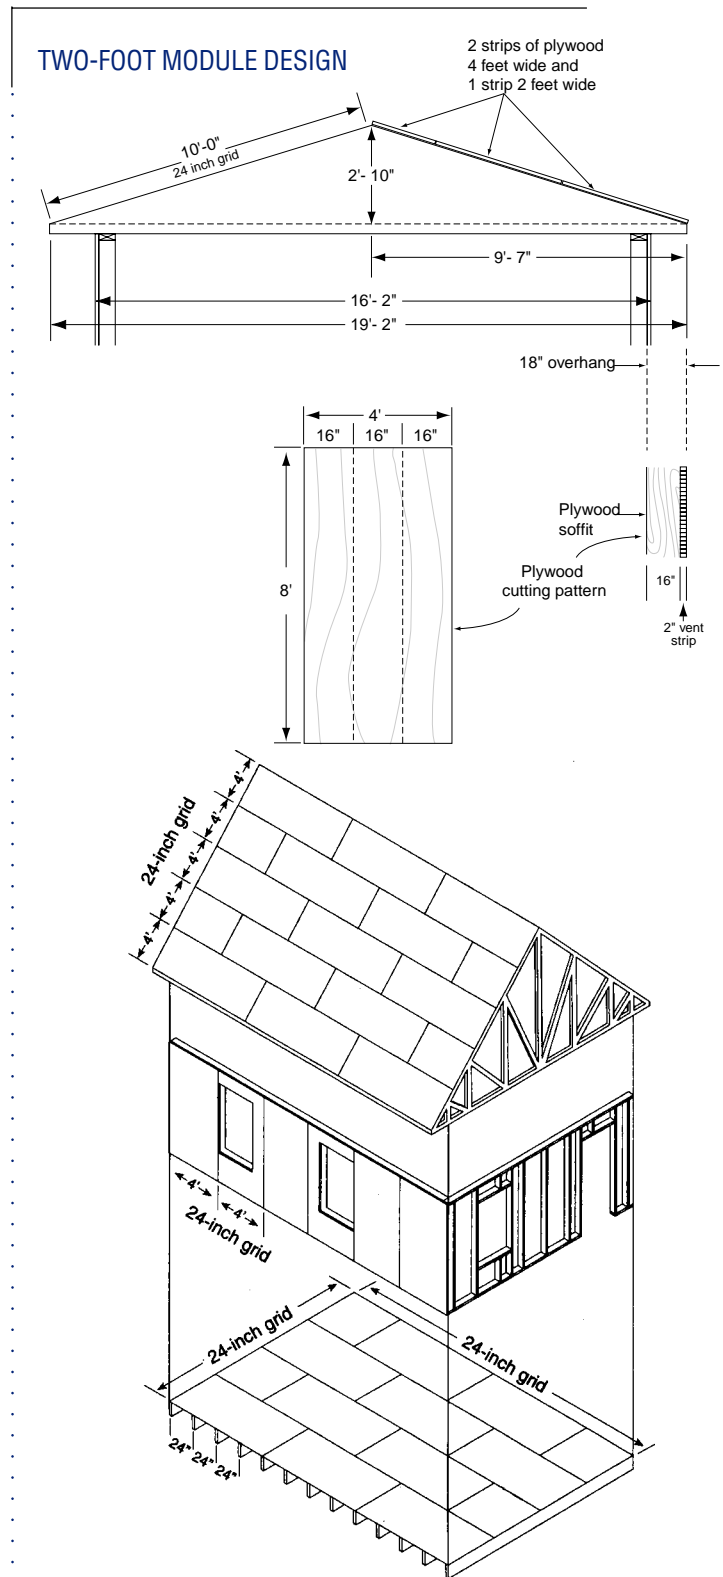 TWO-FOOT MODULE DESIGN
2 strips of plywood
4 feet wide and
1 strip 2 feet wide
10'-0"
24 inch grid
2'- 10"
9'- 7"
16'- 2"
19'- 2"
18" overhang
4'
16" 16" 16"
8'
Plywood
soffit
Plywood
cutting pattern
16"
2" vent
strip
4'
4'
4'
4'
4'
24-inch grid
4'
4'
24-inch grid
24-inch grid
24-inch grid
24" 24" 24"